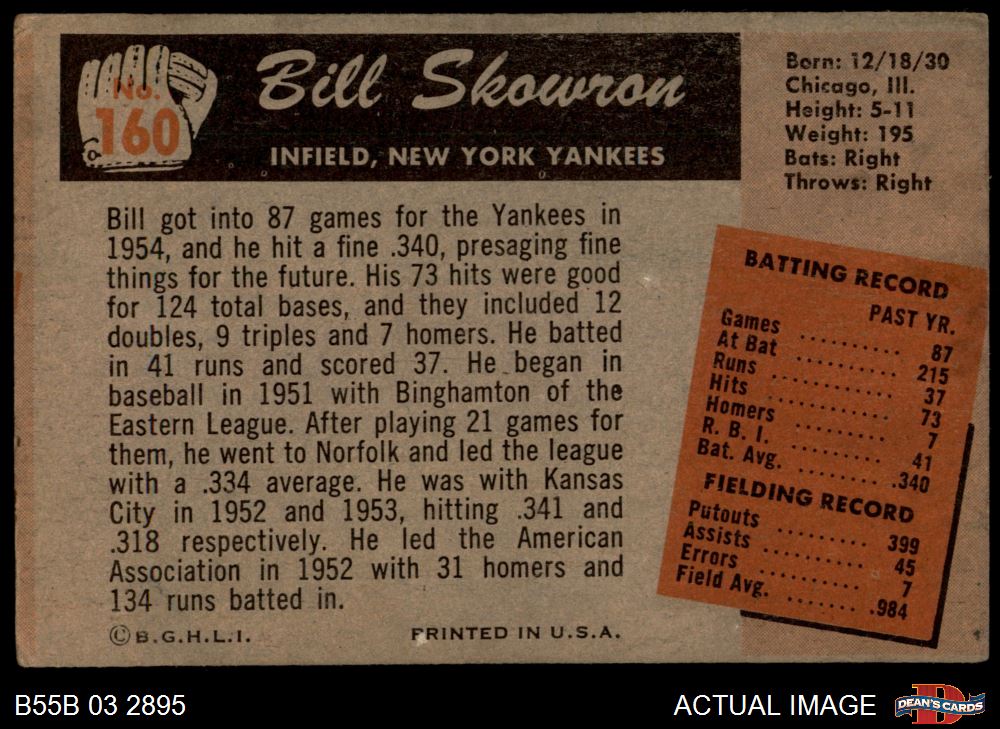 No.
160
Bill Skowron
INFIELD, NEW YORK YANKEES
Born: 12/18/30
Chicago, Ill.
Height: 5-11
Weight: 195
Bats: Right
Throws: Right
Bill got into 87 games for the Yankees in
1954, and he hit a fine .340, presaging fine
things for the future. His 73 hits were good
for 124 total bases, and they included 12
doubles, 9 triples and 7 homers. He batted
in 41 runs and scored 37. He began in
baseball in 1951 with Binghamton of the
Eastern League. After playing 21 games for
them, he went to Norfolk and led the league
with a .334 average. He was with Kansas
City in 1952 and 1953, hitting .341 and
.318 respectively. He led the American
Association in 1952 with 31 homers and
134 runs batted in.
©B.G.H.L.I. PRINTED IN U.S.A.
BATTING RECORD
PAST YR.
Games .......... 87
At Bat .......... 215
Runs .......... 37
Hits .......... 73
Homers .......... 7
R. B. I. .......... 41
Bat. Avg. ........ .340
FIELDING RECORD
Putouts ......... 399
Assists .......... 45
Errors .......... 7
Field Avg. ....... .984
B55B 03 2895
ACTUAL IMAGE
D
DEAN'S CARDS